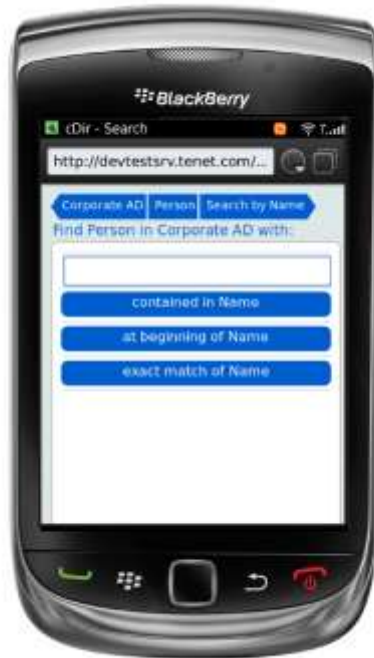 BlackBerry
cDir - Search
http://devtestsrv.tenet.com/...
Corporate AD Person Search by Name
Find Person in Corporate AD with:
contained in Name
at beginning of Name
exact match of Name